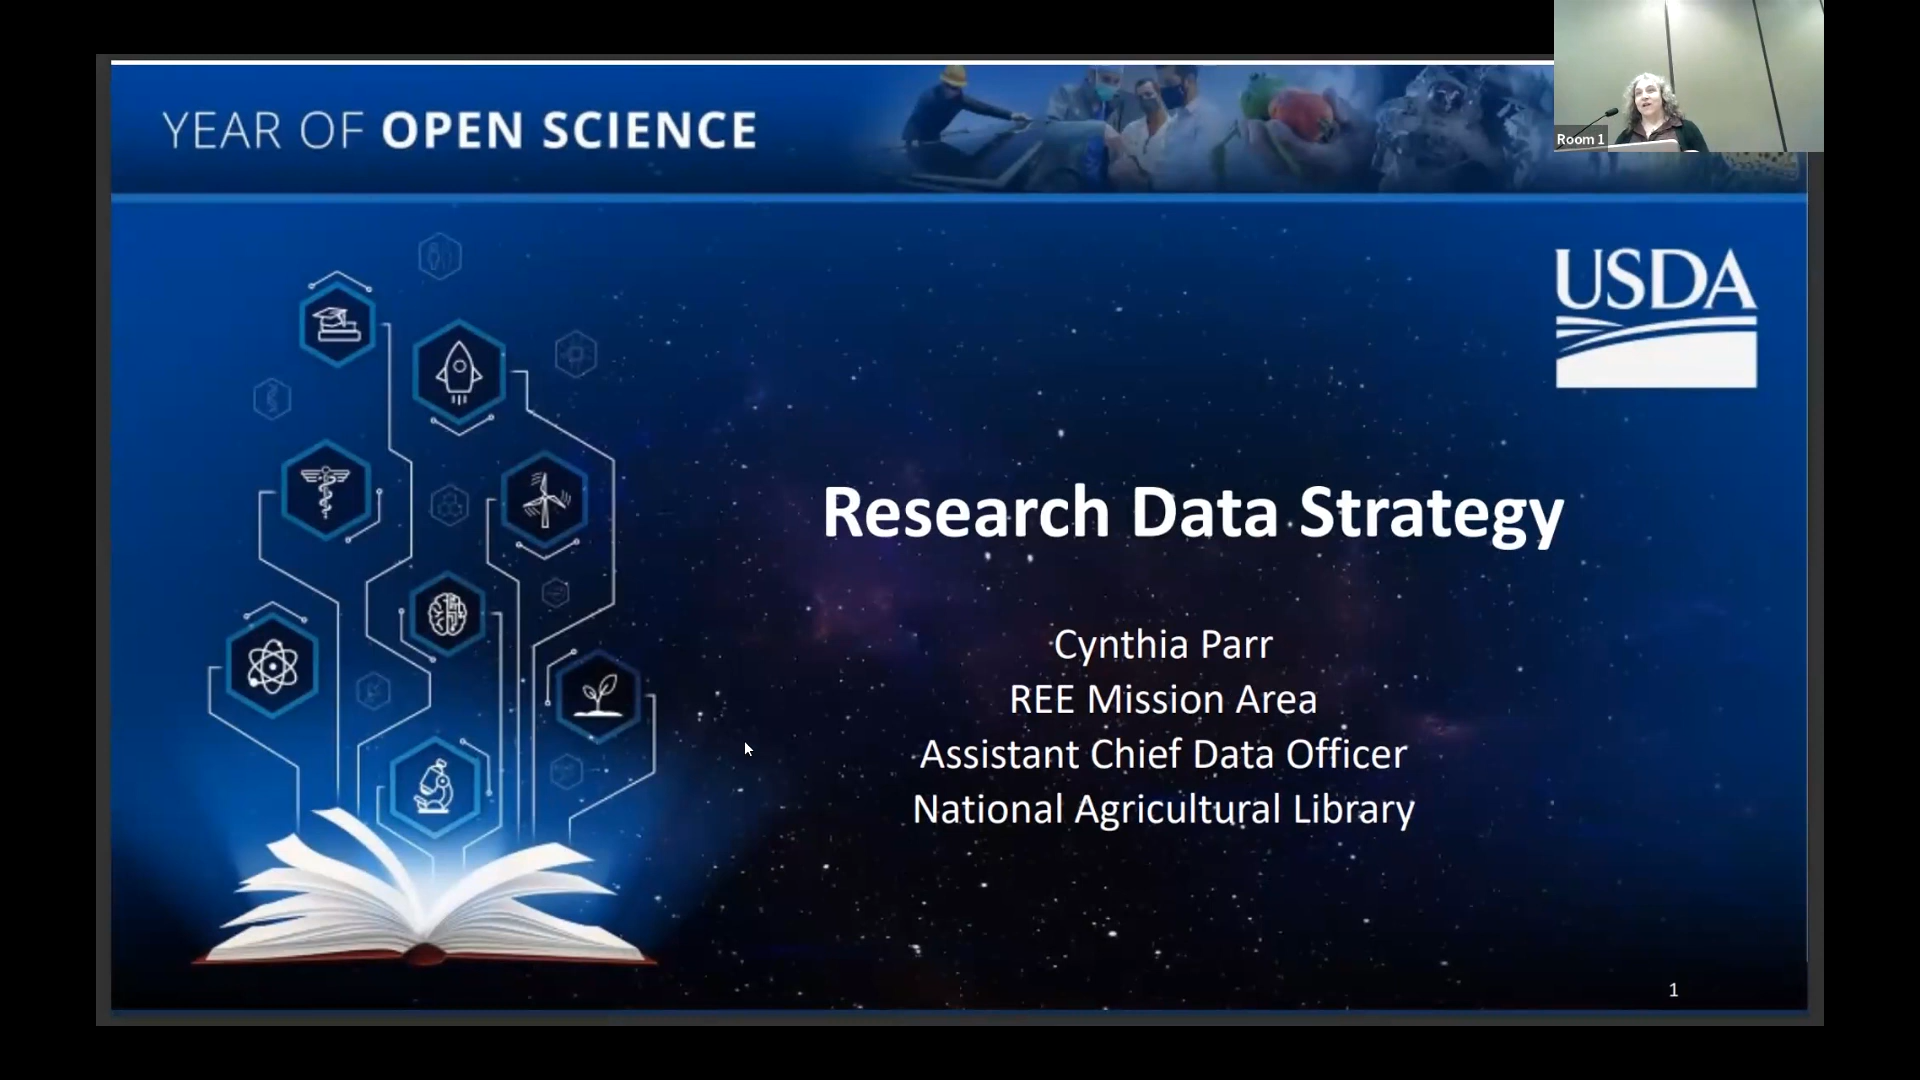 YEAR OF OPEN SCIENCE
Room 1
USDA
Research Data Strategy
Cynthia Parr
REE Mission Area
Assistant Chief Data Officer
National Agricultural Library
1